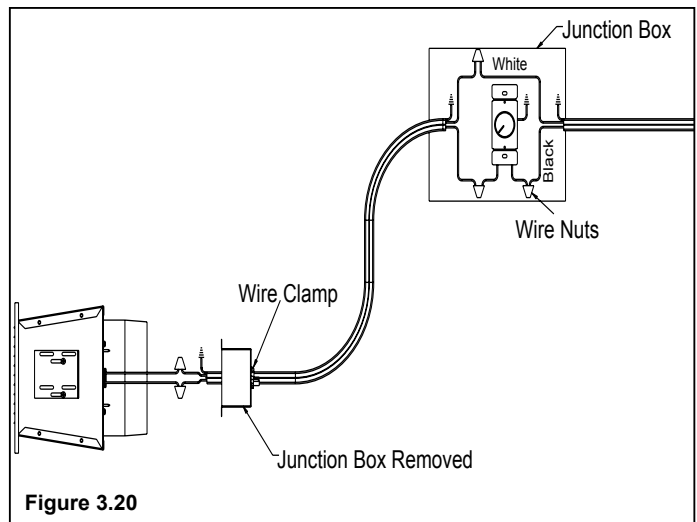 Junction Box
White
Black
Wire Nuts
Wire Clamp
Junction Box Removed
Figure 3.20